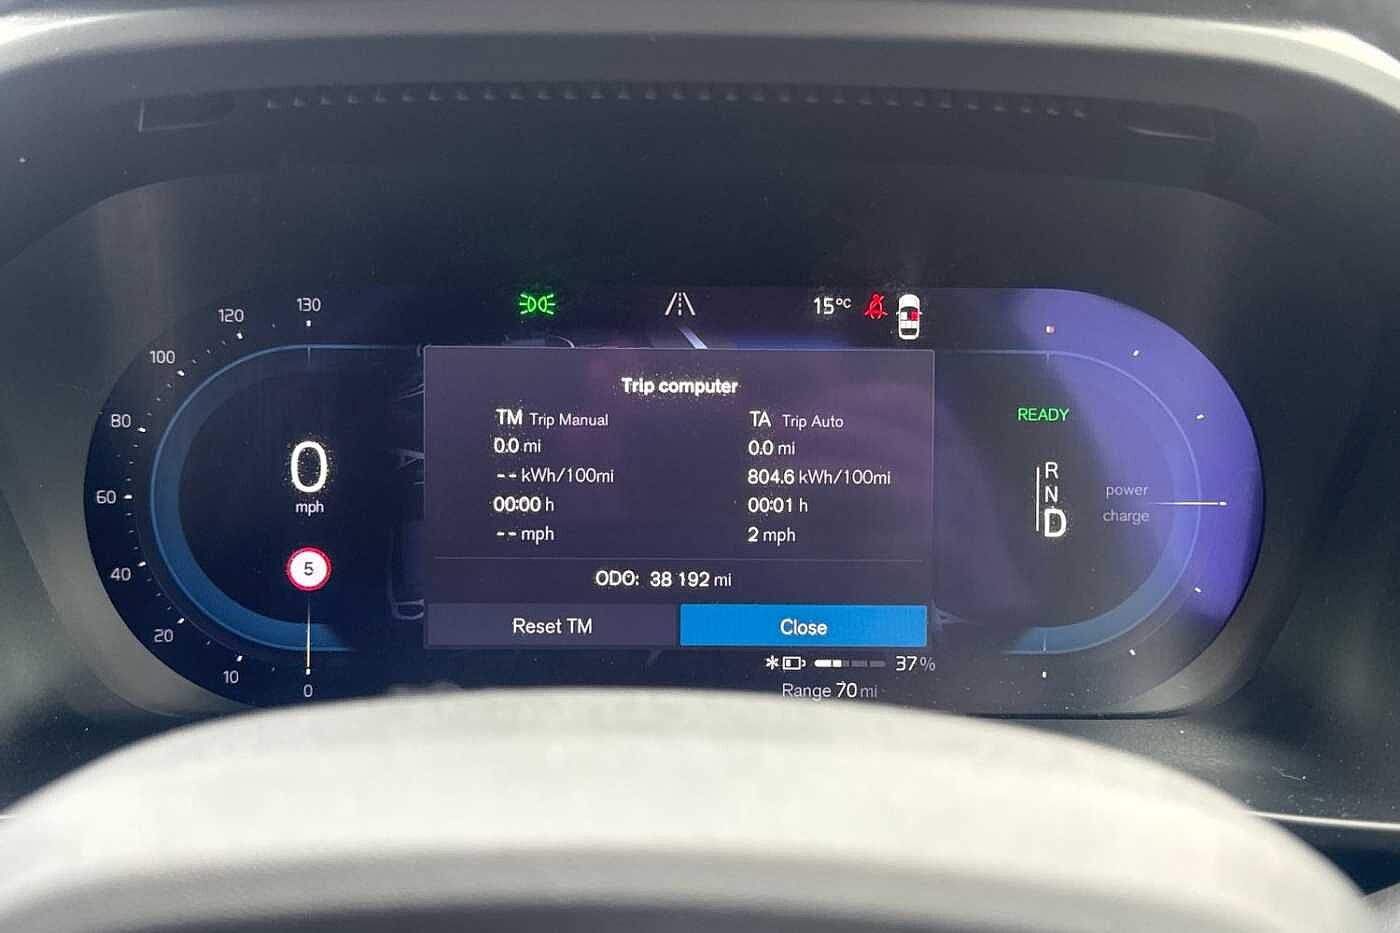 130
120
100
80
60
40
20
10
0
0
mph
5
15°C
Trip computer
TM Trip Manual
0.0 mi
-- kWh/100mi
00:00 h
-- mph
TA Trip Auto
0.0 mi
804.6 kWh/100mi
00:01 h
2 mph
ODO: 38 192 mi
Reset TM
Close
37%
Range 70 mi
READY
R
N
D
power
charge